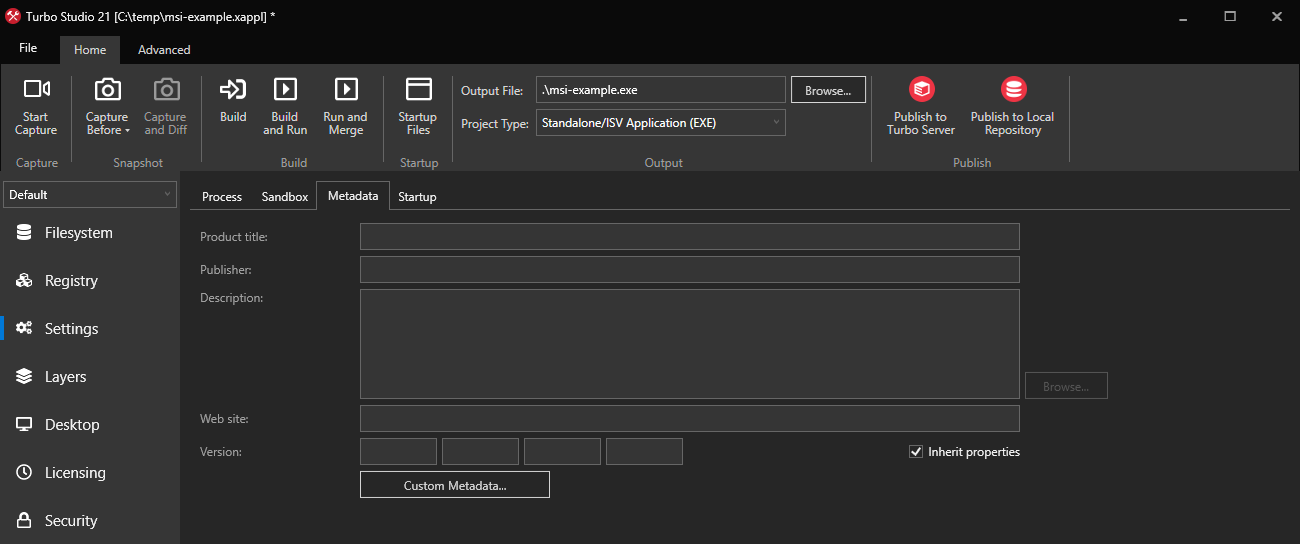 Turbo Studio 21 [C:\temp\msi-example.xappl] *
File
Home
Advanced
Start
Capture
Capture
Before
Capture
and Diff
Build
Build
and Run
Run and
Merge
Startup
Files
Output File:
.\msi-example.exe
Browse...
Project Type:
Standalone/ISV Application (EXE)
Publish to
Turbo Server
Publish to Local
Repository
Capture
Snapshot
Build
Startup
Output
Publish
Default
Filesystem
Registry
Settings
Layers
Desktop
Licensing
Security
Process
Sandbox
Metadata
Startup
Product title:
Publisher:
Description:
Browse...
Web site:
Version:
Inherit properties
Custom Metadata...